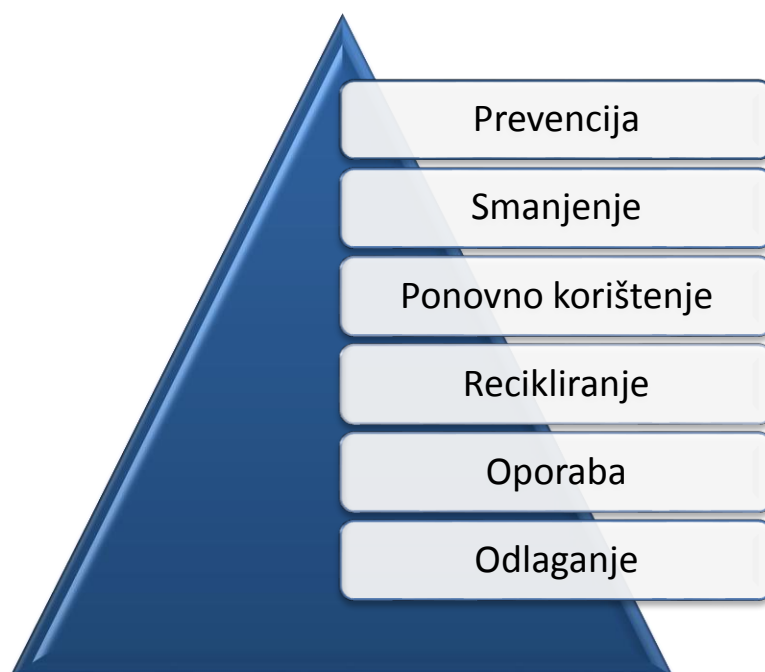 Prevencija
Smanjenje
Ponovno korištenje
Recikliranje
Oporaba
Odlaganje